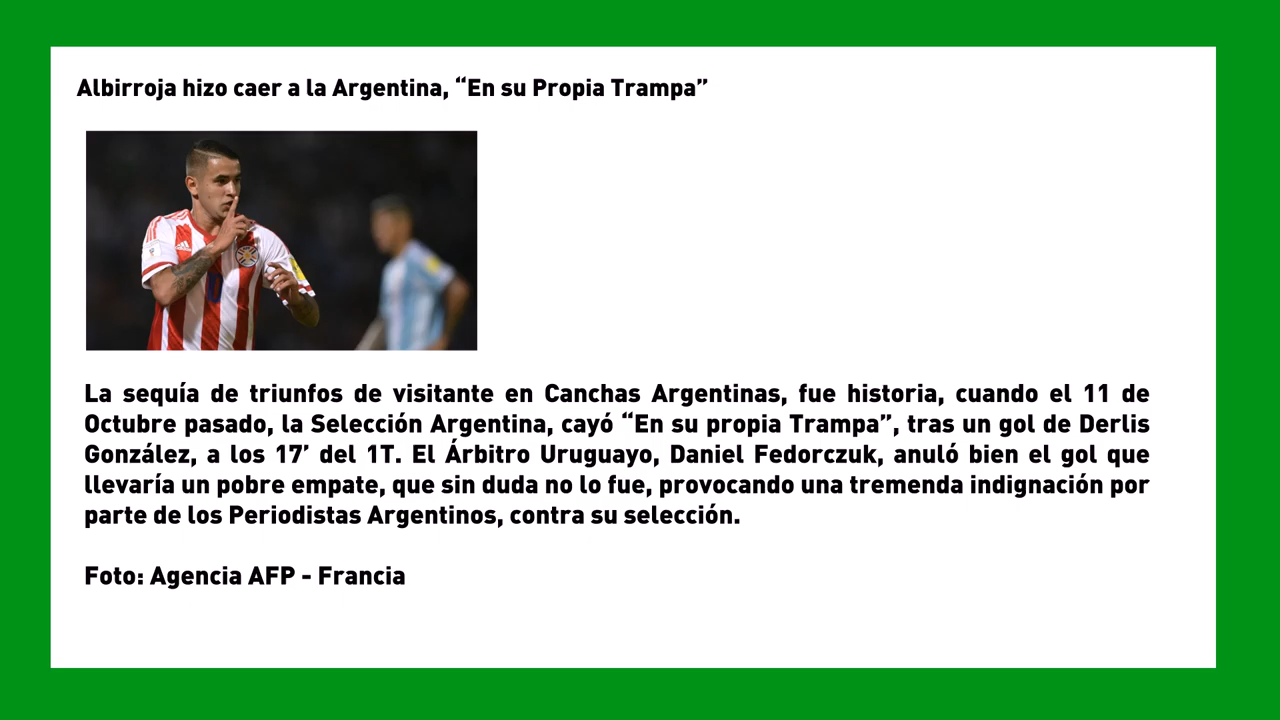 Albirroja hizo caer a la Argentina, “En su Propia Trampa”
La sequía de triunfos de visitante en Canchas Argentinas, fue historia, cuando el 11 de
Octubre pasado, la Selección Argentina, cayó “En su propia Trampa”, tras un gol de Derlis
González, a los 17’ del 1T. El Árbitro Uruguayo, Daniel Fedorczuk, anuló bien el gol que
llevaría un pobre empate, que sin duda no lo fue, provocando una tremenda indignación por
parte de los Periodistas Argentinos, contra su selección.
Foto: Agencia AFP - Francia